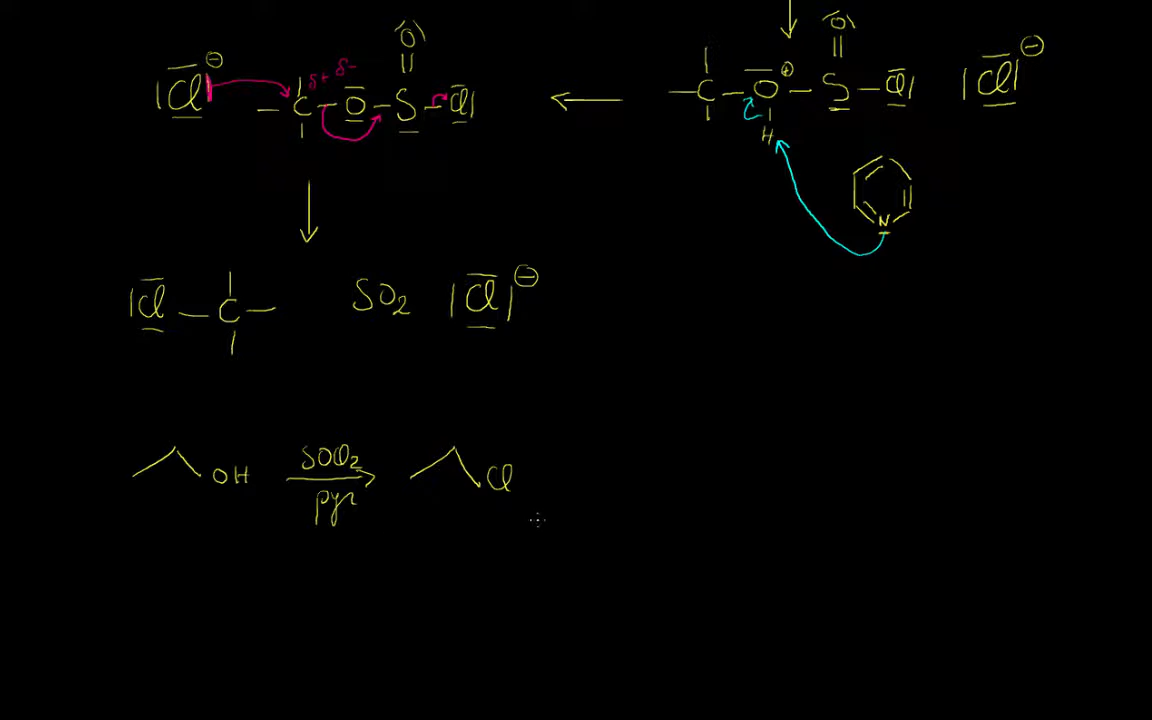 |Cl| ⊖ C δ+ δ- O S O Cl|
C O ⊕ H S O Cl| |Cl| ⊖
N
|Cl — C — SO2 |Cl| ⊖
OH SOCl2 Cl
pyr